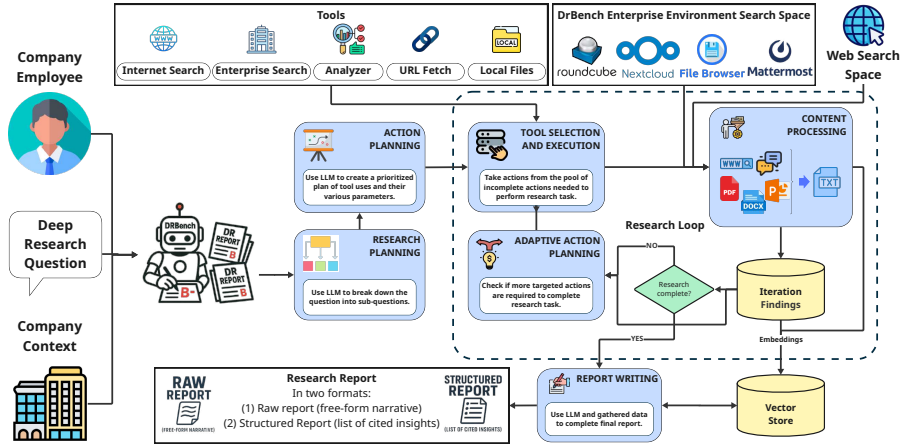 Tools
Internet Search
Enterprise Search
Analyzer
URL Fetch
LOCAL
Local Files
DrBench Enterprise Environment Search Space
roundcube
Nextcloud
File Browser
Mattermost
Web Search
Space
Company
Employee
Deep
Research
Question
Company
Context
DRBench
DR
REPORT
B
DR
REPORT
B
B-
ACTION
PLANNING
Use LLM to create a prioritized
plan of tool uses and their
various parameters.
RESEARCH
PLANNING
Use LLM to break down the
question into sub-questions.
TOOL SELECTION
AND EXECUTION
Take actions from the pool of
incomplete actions needed to
perform research task.
ADAPTIVE ACTION
PLANNING
Check if more targeted actions
are required to complete
research task.
CONTENT
PROCESSING
WWW
PDF
DOCX
P
TXT
Research Loop
NO
Research
complete?
YES
Iteration
Findings
Embeddings
Vector
Store
REPORT WRITING
Use LLM and gathered data
to complete final report.
RAW
REPORT
(FREE-FORM NARRATIVE)
Research Report
In two formats:
(1) Raw report (free-form narrative)
(2) Structured Report (list of cited insights)
STRUCTURED
REPORT
(LIST OF CITED INSIGHTS)